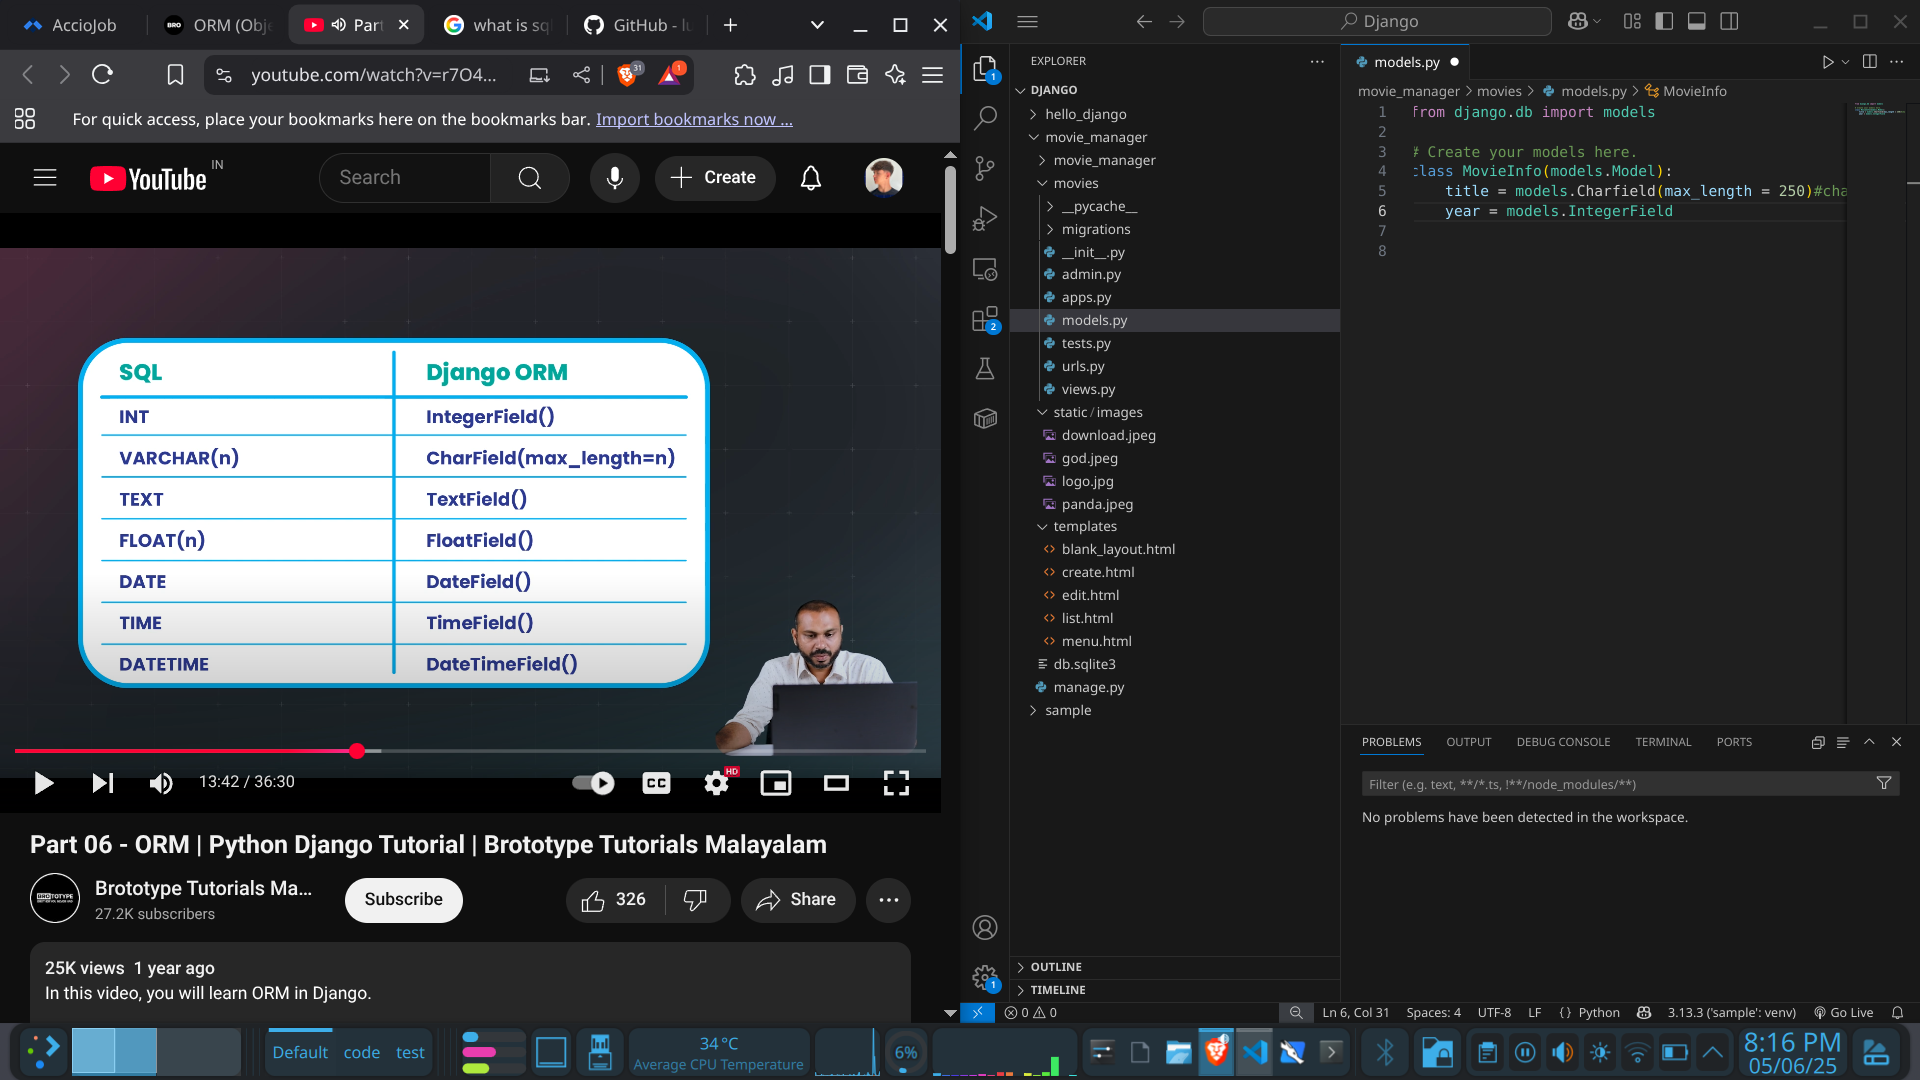 AccioJob
ORM (Obj
Part
what is sq
GitHub - lu
youtube.com/watch?v=r7O4...
31
1
For quick access, place your bookmarks here on the bookmarks bar. Import bookmarks now ...
YouTube IN
Search
Create
SQL Django ORM
INT IntegerField()
VARCHAR(n) CharField(max_length=n)
TEXT TextField()
FLOAT(n) FloatField()
DATE DateField()
TIME TimeField()
DATETIME DateTimeField()
13:42 / 36:30
CC
HD
Part 06 - ORM | Python Django Tutorial | Brototype Tutorials Malayalam
Brototype Tutorials Ma...
27.2K subscribers
Subscribe
326
Share
25K views 1 year ago
In this video, you will learn ORM in Django.
Django
EXPLORER
DJANGO
hello_django
movie_manager
movie_manager
movies
__pycache__
migrations
__init__.py
admin.py
apps.py
models.py
tests.py
urls.py
views.py
static / images
download.jpeg
god.jpeg
logo.jpg
panda.jpeg
templates
blank_layout.html
create.html
edit.html
list.html
menu.html
db.sqlite3
manage.py
sample
OUTLINE
TIMELINE
1
2
1
models.py
movie_manager > movies > models.py > MovieInfo
1 from django.db import models
2
3 # Create your models here.
4 class MovieInfo(models.Model):
5 title = models.Charfield(max_length = 250)#cha
6 year = models.IntegerField
7
8
PROBLEMS OUTPUT DEBUG CONSOLE TERMINAL PORTS
Filter (e.g. text, **/*.ts, !**/node_modules/**)
No problems have been detected in the workspace.
0 0
Ln 6, Col 31 Spaces: 4 UTF-8 LF { } Python 3.13.3 ('sample': venv) Go Live
Default code test
34 °C
Average CPU Temperature
6%
8:16 PM
05/06/25